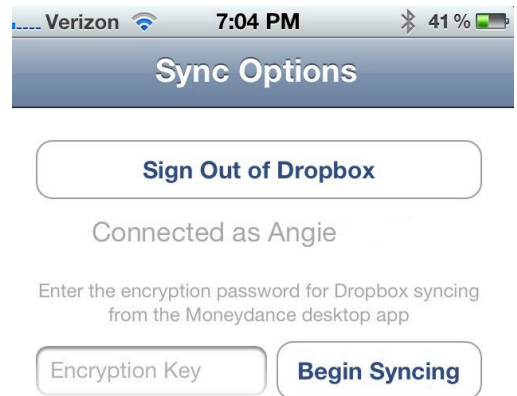 Verizon 7:04 PM 41 %
Sync Options
Sign Out of Dropbox
Connected as Angie
Enter the encryption password for Dropbox syncing
from the Moneydance desktop app
Encryption Key Begin Syncing